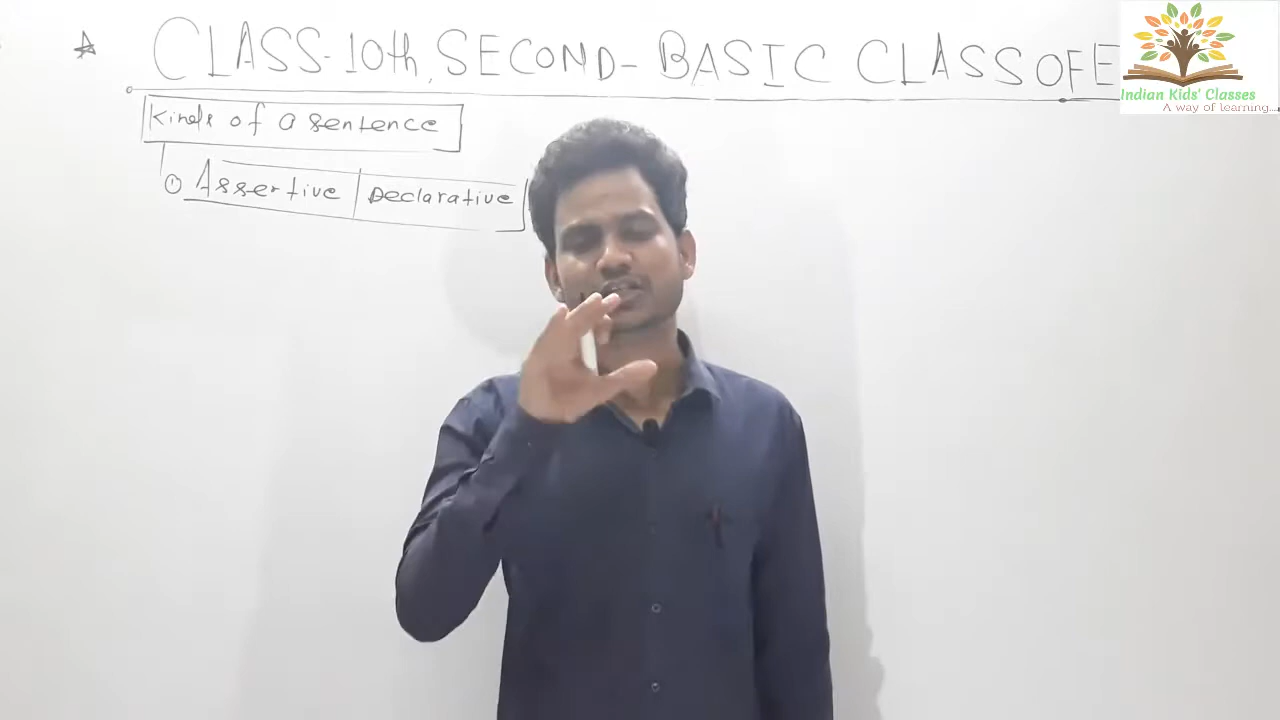 CLASS-10th, SECOND- BASIC CLASS OF E
Kinds of a sentence
① Assertive | Declarative
Indian Kids' Classes
A way of learning...